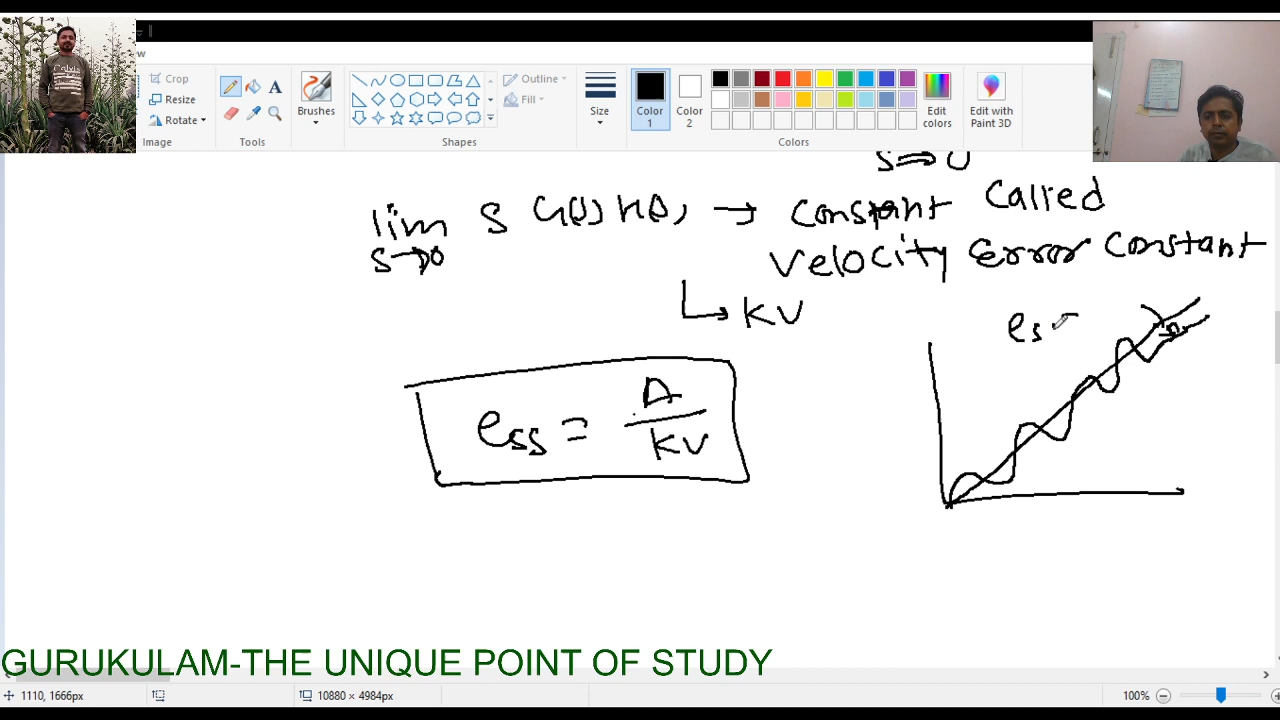 ew
Crop
Resize
Rotate
Image
Tools
Brushes
Shapes
Outline
Fill
Size
Color 1
Color 2
Edit colors
Edit with Paint 3D
Colors
lim S G(s) H(s) → constant called
s→0
velocity error constant
↳ Kv
ess = A / Kv
es
GURUKULAM-THE UNIQUE POINT OF STUDY
1110, 1666px
10880 × 4984px
100%